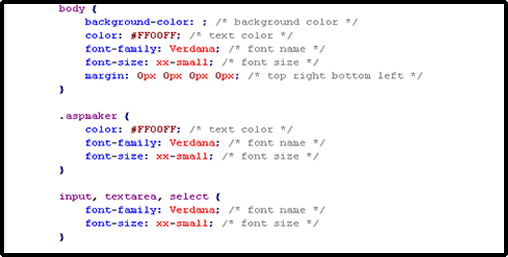 body {
background-color: ; /* background color */
color: #FF00FF; /* text color */
font-family: Verdana; /* font name */
font-size: xx-small; /* font size */
margin: 0px 0px 0px 0px; /* top right bottom left */
}
.aspmaker {
color: #FF00FF; /* text color */
font-family: Verdana; /* font name */
font-size: xx-small; /* font size */
}
input, textarea, select {
font-family: Verdana; /* font name */
font-size: xx-small; /* font size */
}